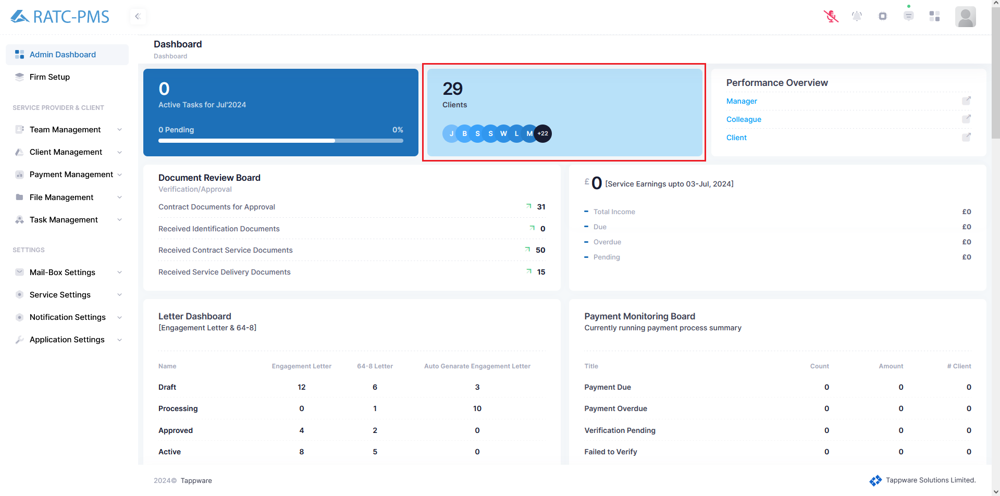 RATC-PMS
Admin Dashboard
Firm Setup
SERVICE PROVIDER & CLIENT
Team Management
Client Management
Payment Management
File Management
Task Management
SETTINGS
Mail-Box Settings
Service Settings
Notification Settings
Application Settings
Dashboard
Dashboard
0
Active Tasks for Jul'2024
0 Pending 0%
29
Clients
J B S S W L M +22
Performance Overview
Manager
Colleague
Client
Document Review Board
Verification/Approval
Contract Documents for Approval 31
Received Identification Documents 0
Received Contract Service Documents 50
Received Service Delivery Documents 15
£ 0 [Service Earnings upto 03-Jul, 2024]
Total Income £0
Due £0
Overdue £0
Pending £0
Letter Dashboard
[Engagement Letter & 64-8]
Name Engagement Letter 64-8 Letter Auto Genarate Engagement Letter
Draft 12 6 3
Processing 0 1 10
Approved 4 2 0
Active 8 5 0
Payment Monitoring Board
Currently running payment process summary
Title Count Amount # Client
Payment Due 0 0 0
Payment Overdue 0 0 0
Verification Pending 0 0 0
Failed to Verify 0 0 0
2024© Tappware
Tappware Solutions Limited.